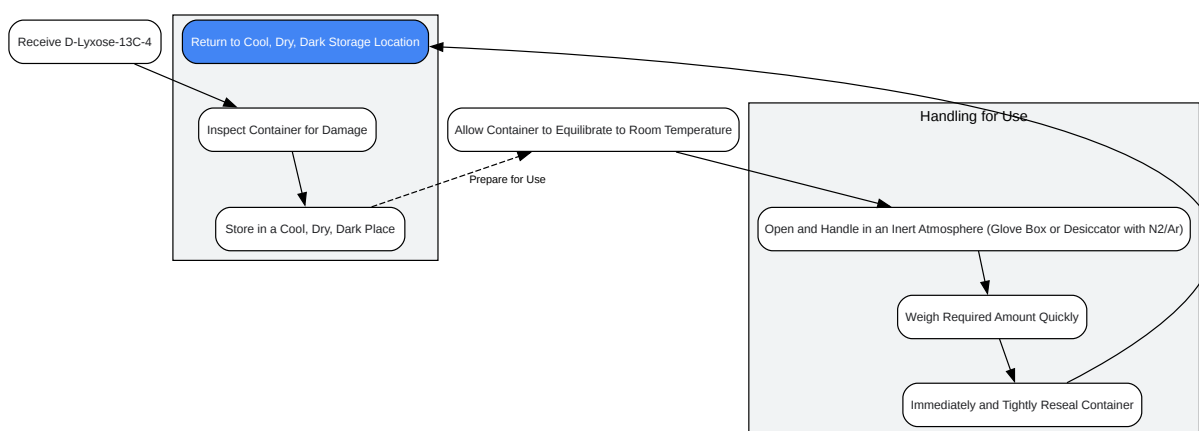 Receive D-Lyxose-13C-4
Return to Cool, Dry, Dark Storage Location
Inspect Container for Damage
Store in a Cool, Dry, Dark Place
Prepare for Use
Allow Container to Equilibrate to Room Temperature
Handling for Use
Open and Handle in an Inert Atmosphere (Glove Box or Desiccator with N2/Ar)
Weigh Required Amount Quickly
Immediately and Tightly Reseal Container